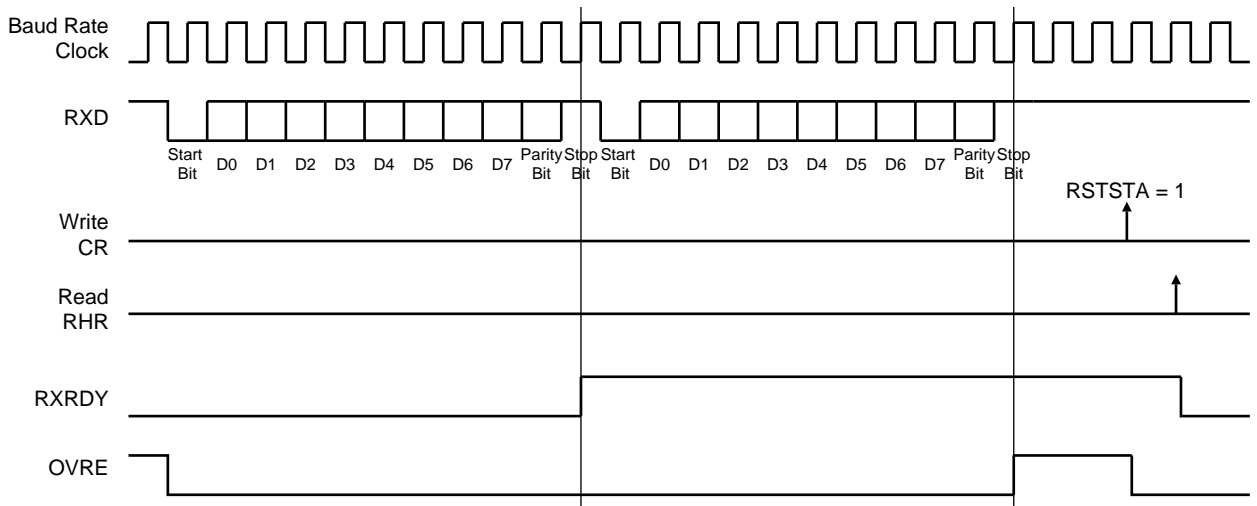 Baud Rate
Clock
RXD
Start
Bit
D0
D1
D2
D3
D4
D5
D6
D7
Parity
Bit
Stop
Bit
Start
Bit
D0
D1
D2
D3
D4
D5
D6
D7
Parity
Bit
Stop
Bit
RSTSTA = 1
Write
CR
Read
RHR
RXRDY
OVRE